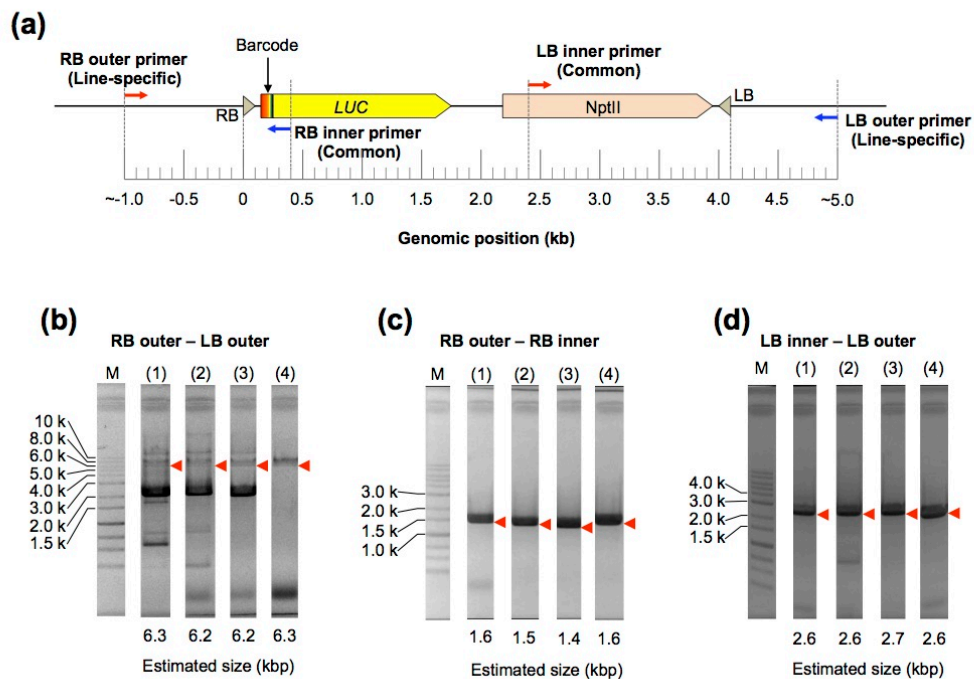 (a)
Barcode
RB outer primer
(Line-specific)
LB inner primer
(Common)
RB
LUC
NptII
LB
RB inner primer
(Common)
LB outer primer
(Line-specific)
~-1.0 -0.5 0 0.5 1.0 1.5 2.0 2.5 3.0 3.5 4.0 4.5 ~5.0
Genomic position (kb)
(b)
RB outer – LB outer
M (1) (2) (3) (4)
10 k
8.0 k
6.0 k
5.0 k
4.0 k
3.0 k
2.0 k
1.5 k
6.3 6.2 6.2 6.3
Estimated size (kbp)
(c)
RB outer – RB inner
M (1) (2) (3) (4)
3.0 k
2.0 k
1.5 k
1.0 k
1.6 1.5 1.4 1.6
Estimated size (kbp)
(d)
LB inner – LB outer
M (1) (2) (3) (4)
4.0 k
3.0 k
2.0 k
1.5 k
2.6 2.6 2.7 2.6
Estimated size (kbp)